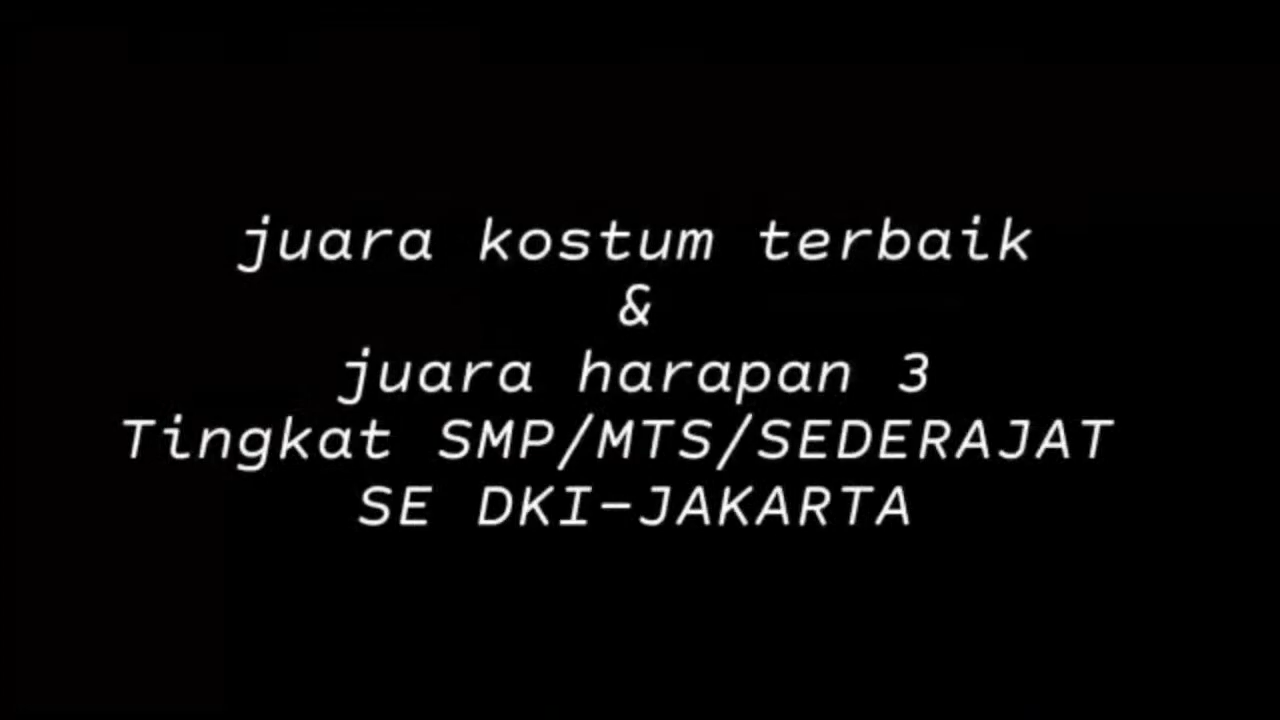 juara kostum terbaik
&
juara harapan 3
Tingkat SMP/MTS/SEDERAJAT
SE DKI-JAKARTA